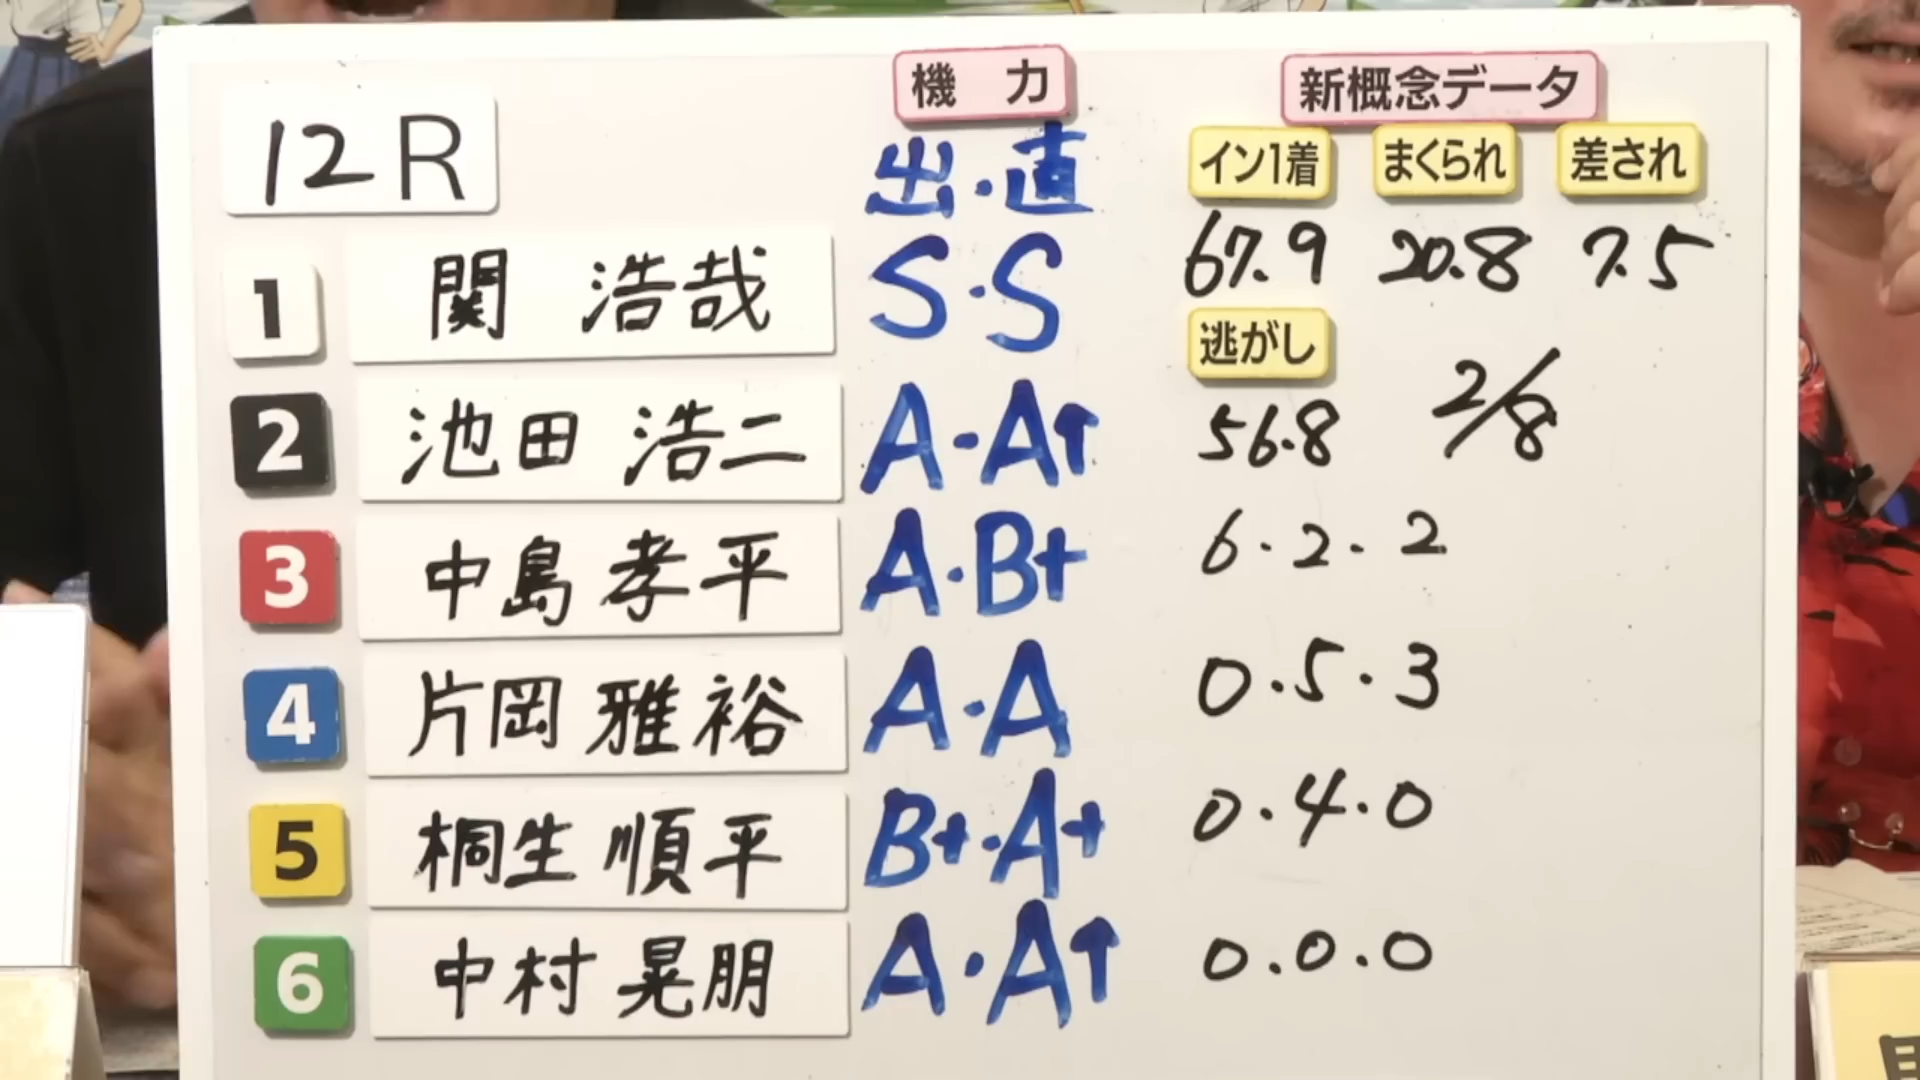 12R 機力 新概念データ
出・直 イン1着 まくられ 差され
1 関 浩哉 S・S 67.9 20.8 7.5
逃がし
2 池田 浩二 A・A↑ 56.8 2/8
3 中島 孝平 A・B+ 6・2・2
4 片岡 雅裕 A・A 0・5・3
5 桐生 順平 B+・A+ 0・4・0
6 中村 晃朋 A・A↑ 0・0・0